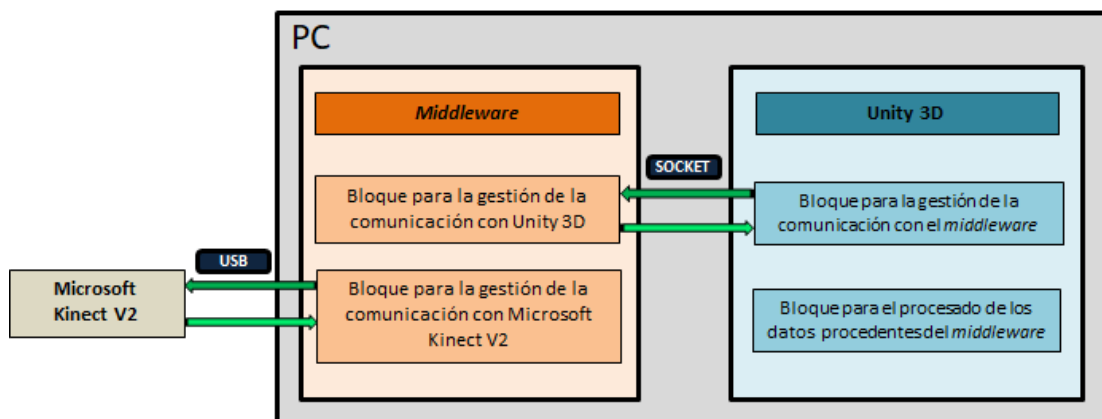 PC
Middleware
Bloque para la gestión de la
comunicación con Unity 3D
Bloque para la gestión de la
comunicación con Microsoft
Kinect V2
SOCKET
Unity 3D
Bloque para la gestión de la
comunicación con el middleware
Bloque para el procesado de los
datos procedentes del middleware
USB
Microsoft
Kinect V2